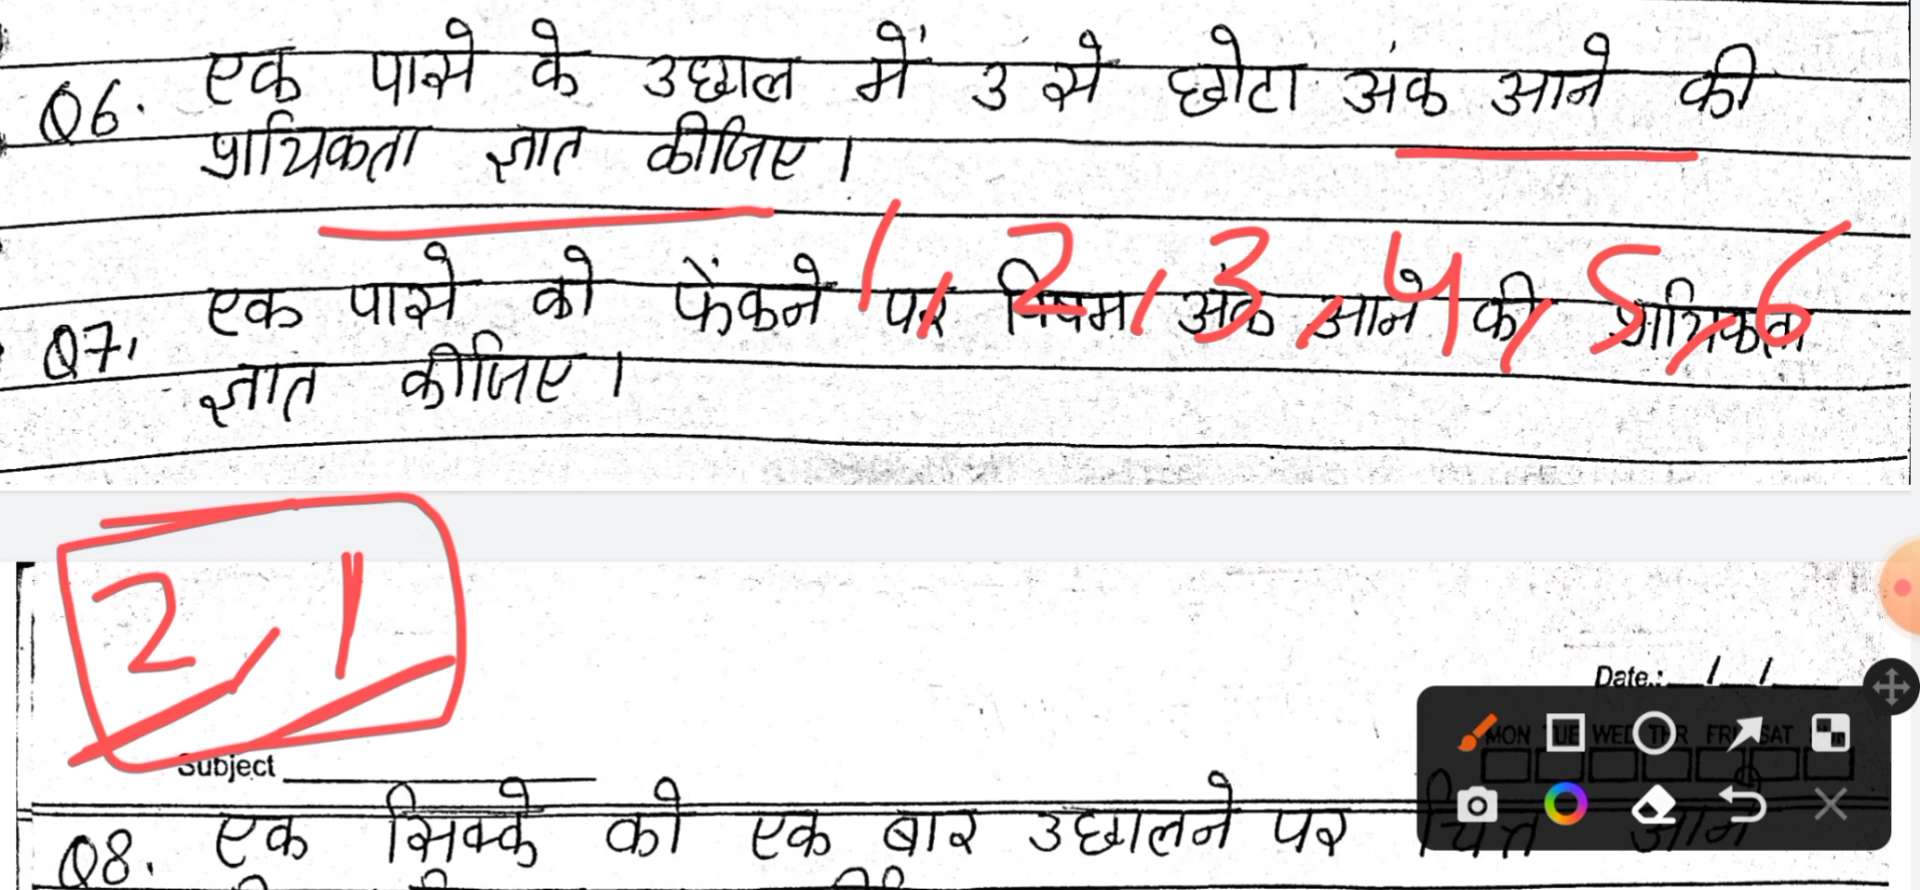 Q6. एक पासे के उछाल में 3 से छोटा अंक आने की
प्रायिकता ज्ञात कीजिए।
1, 2, 3, 4, 5, 6
Q7. एक पासे को फेंकने पर विषम अंक आने की प्रायिकता
ज्ञात कीजिए।
2, 1
Date.: / /
MON TUE WED THR FRI SAT
Subject
Q8. एक सिक्के को एक बार उछालने पर चित आने